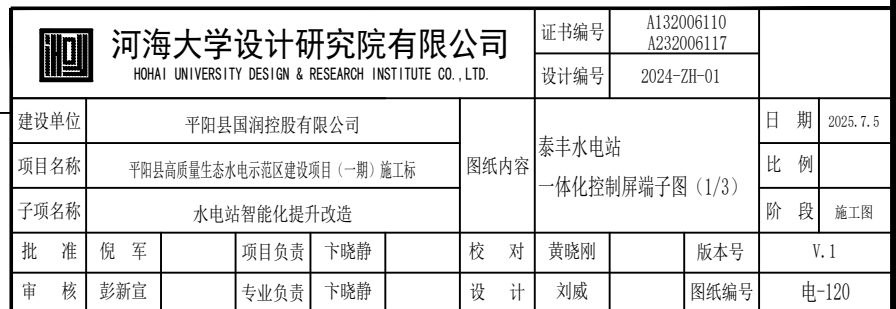 河海大学设计研究院有限公司
HOHAI UNIVERSITY DESIGN & RESEARCH INSTITUTE CO.,LTD.
证书编号 A132006110
A232006117
设计编号 2024-ZH-01
建设单位 平阳县国润控股有限公司
项目名称 平阳县高质量生态水电示范区建设项目（一期）施工标
子项名称 水电站智能化提升改造
图纸内容
泰丰水电站
一体化控制屏端子图（1/3）
日 期 2025.7.5
比 例
阶 段 施工图
批 准 倪 军 项目负责 卞晓静 校 对 黄晓刚 版本号 V.1
审 核 彭新宣 专业负责 卞晓静 设 计 刘威 图纸编号 电-120